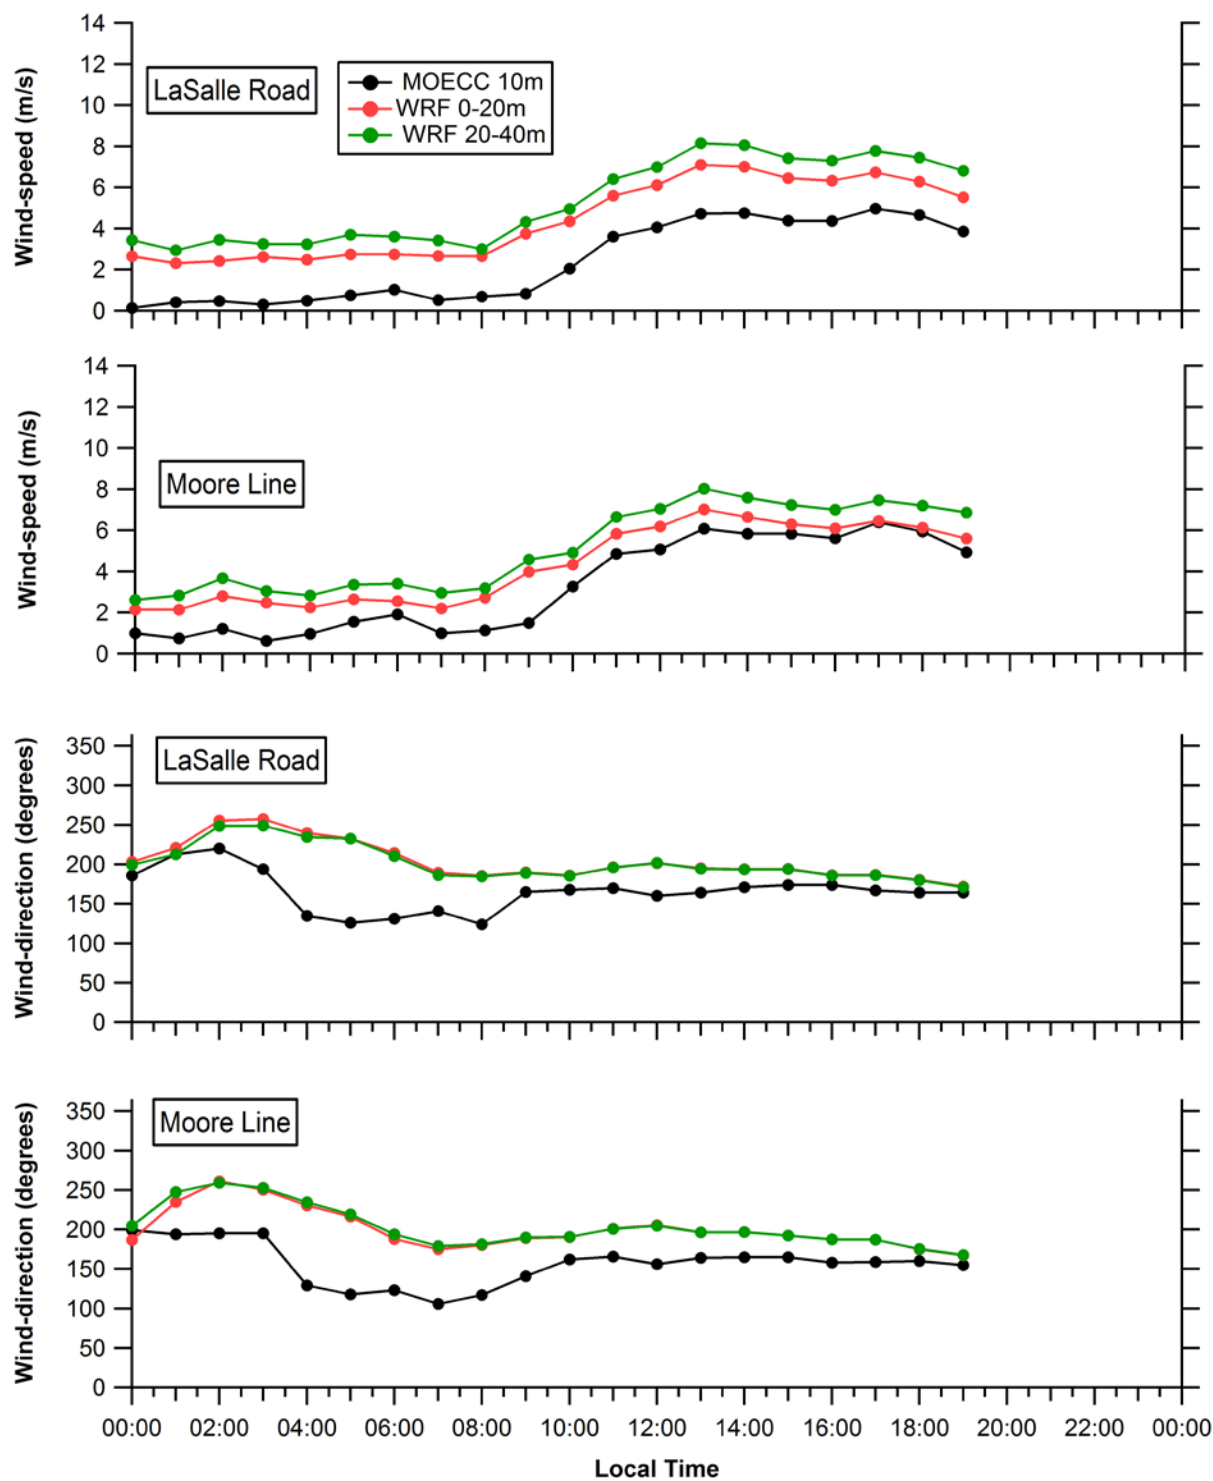 14
12
10
8
6
4
2
0
Wind-speed (m/s)
LaSalle Road
MOECC 10m
WRF 0-20m
WRF 20-40m
14
12
10
8
6
4
2
0
Wind-speed (m/s)
Moore Line
350
300
250
200
150
100
50
0
Wind-direction (degrees)
LaSalle Road
350
300
250
200
150
100
50
0
Wind-direction (degrees)
Moore Line
00:00 02:00 04:00 06:00 08:00 10:00 12:00 14:00 16:00 18:00 20:00 22:00 00:00
Local Time